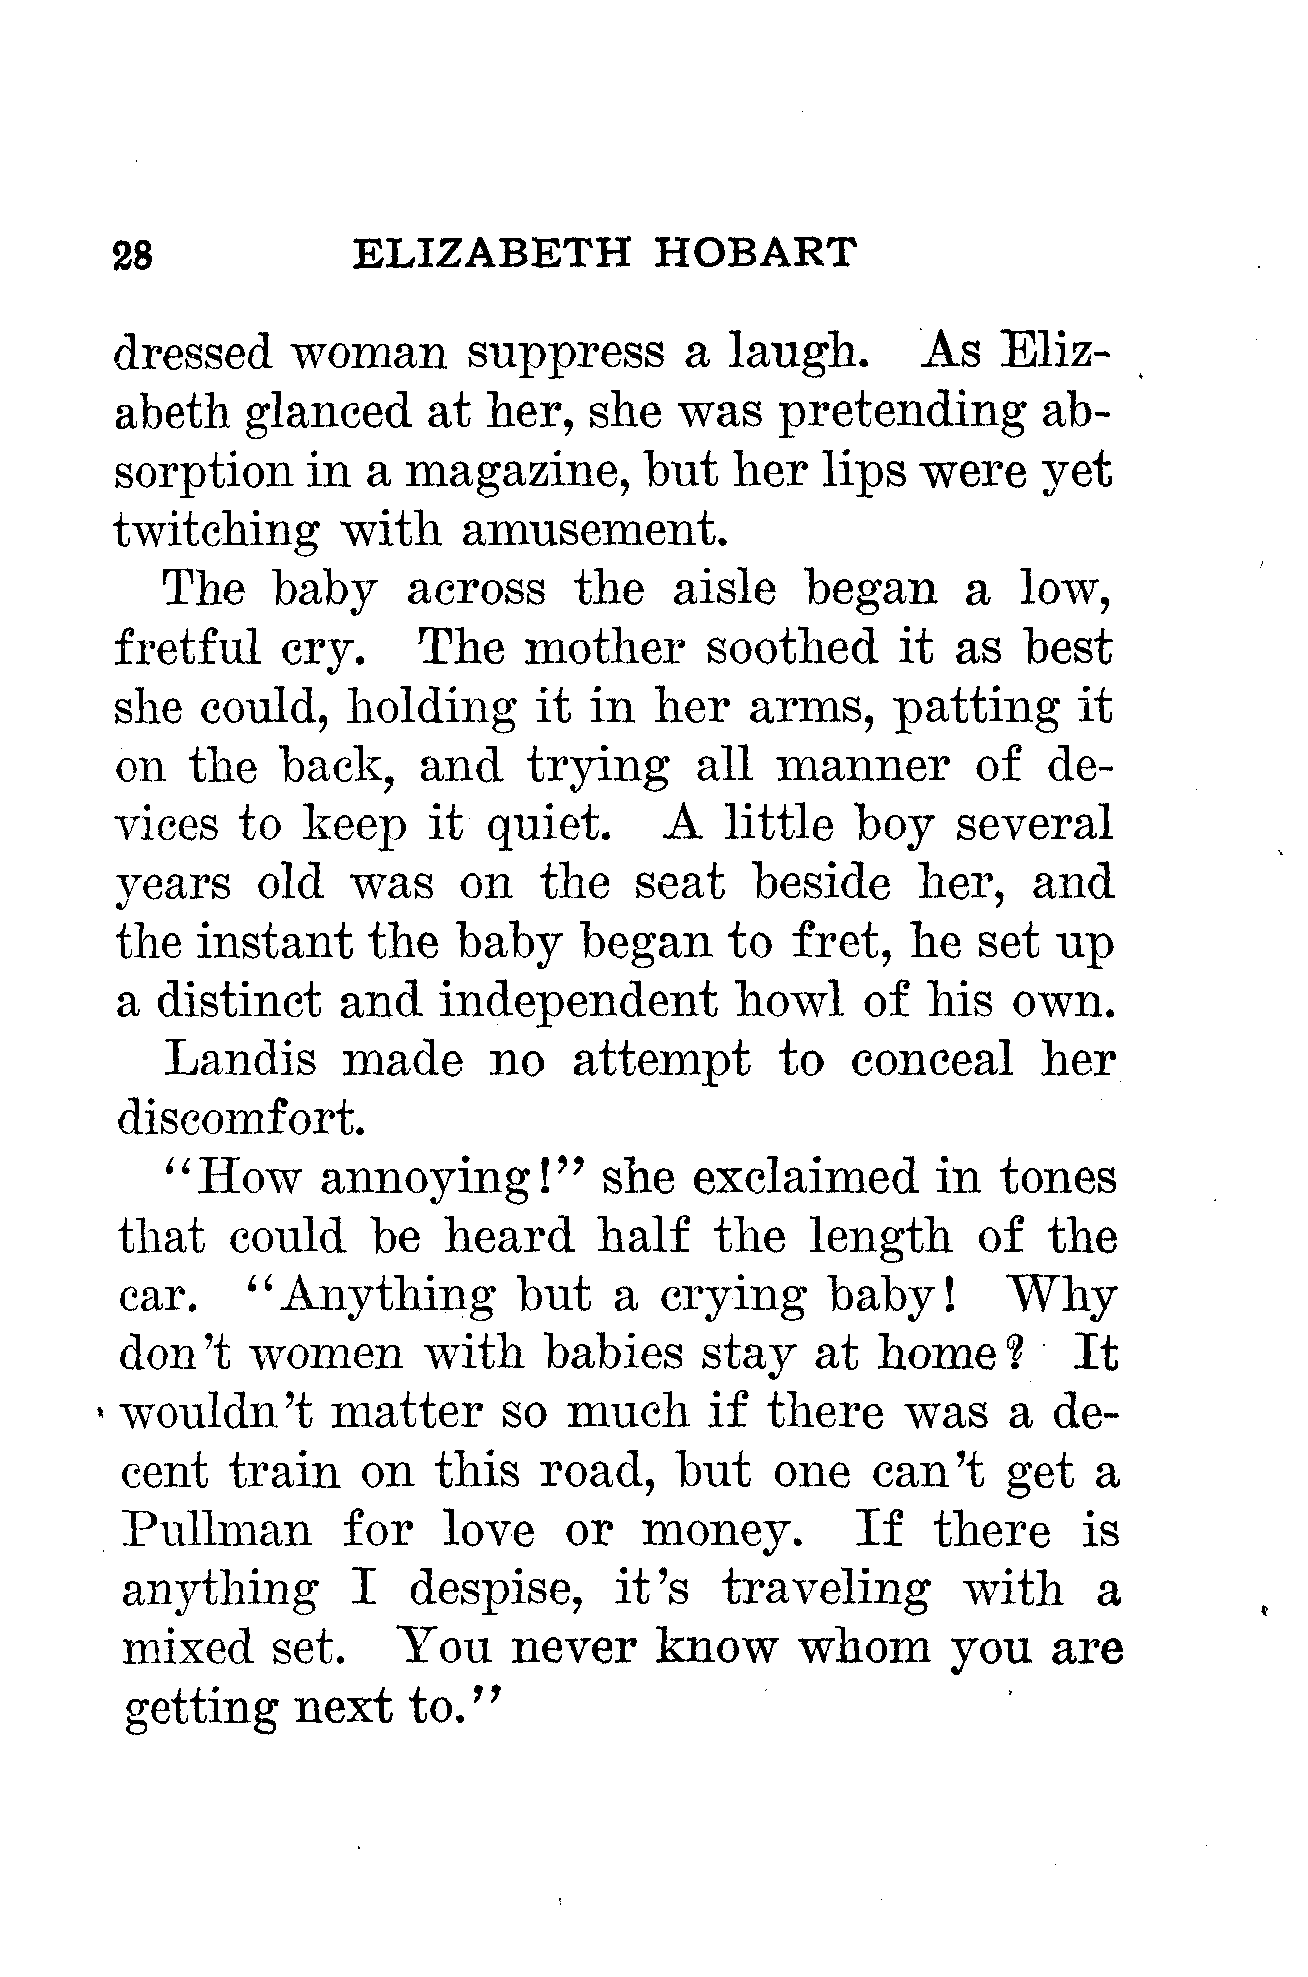 28 ELIZABETH HOBART
dressed woman suppress a laugh. As Eliz-
abeth glanced at her, she was pretending ab-
sorption in a magazine, but her lips were yet
twitching with amusement.
The baby across the aisle began a low,
fretful cry. The mother soothed it as best
she could, holding it in her arms, patting it
on the back, and trying all manner of de-
vices to keep it quiet. A little boy several
years old was on the seat beside her, and
the instant the baby began to fret, he set up
a distinct and independent howl of his own.
Landis made no attempt to conceal her
discomfort.
"How annoying!" she exclaimed in tones
that could be heard half the length of the
car. "Anything but a crying baby! Why
don't women with babies stay at home? It
wouldn't matter so much if there was a de-
cent train on this road, but one can't get a
Pullman for love or money. If there is
anything I despise, it's traveling with a
mixed set. You never know whom you are
getting next to."